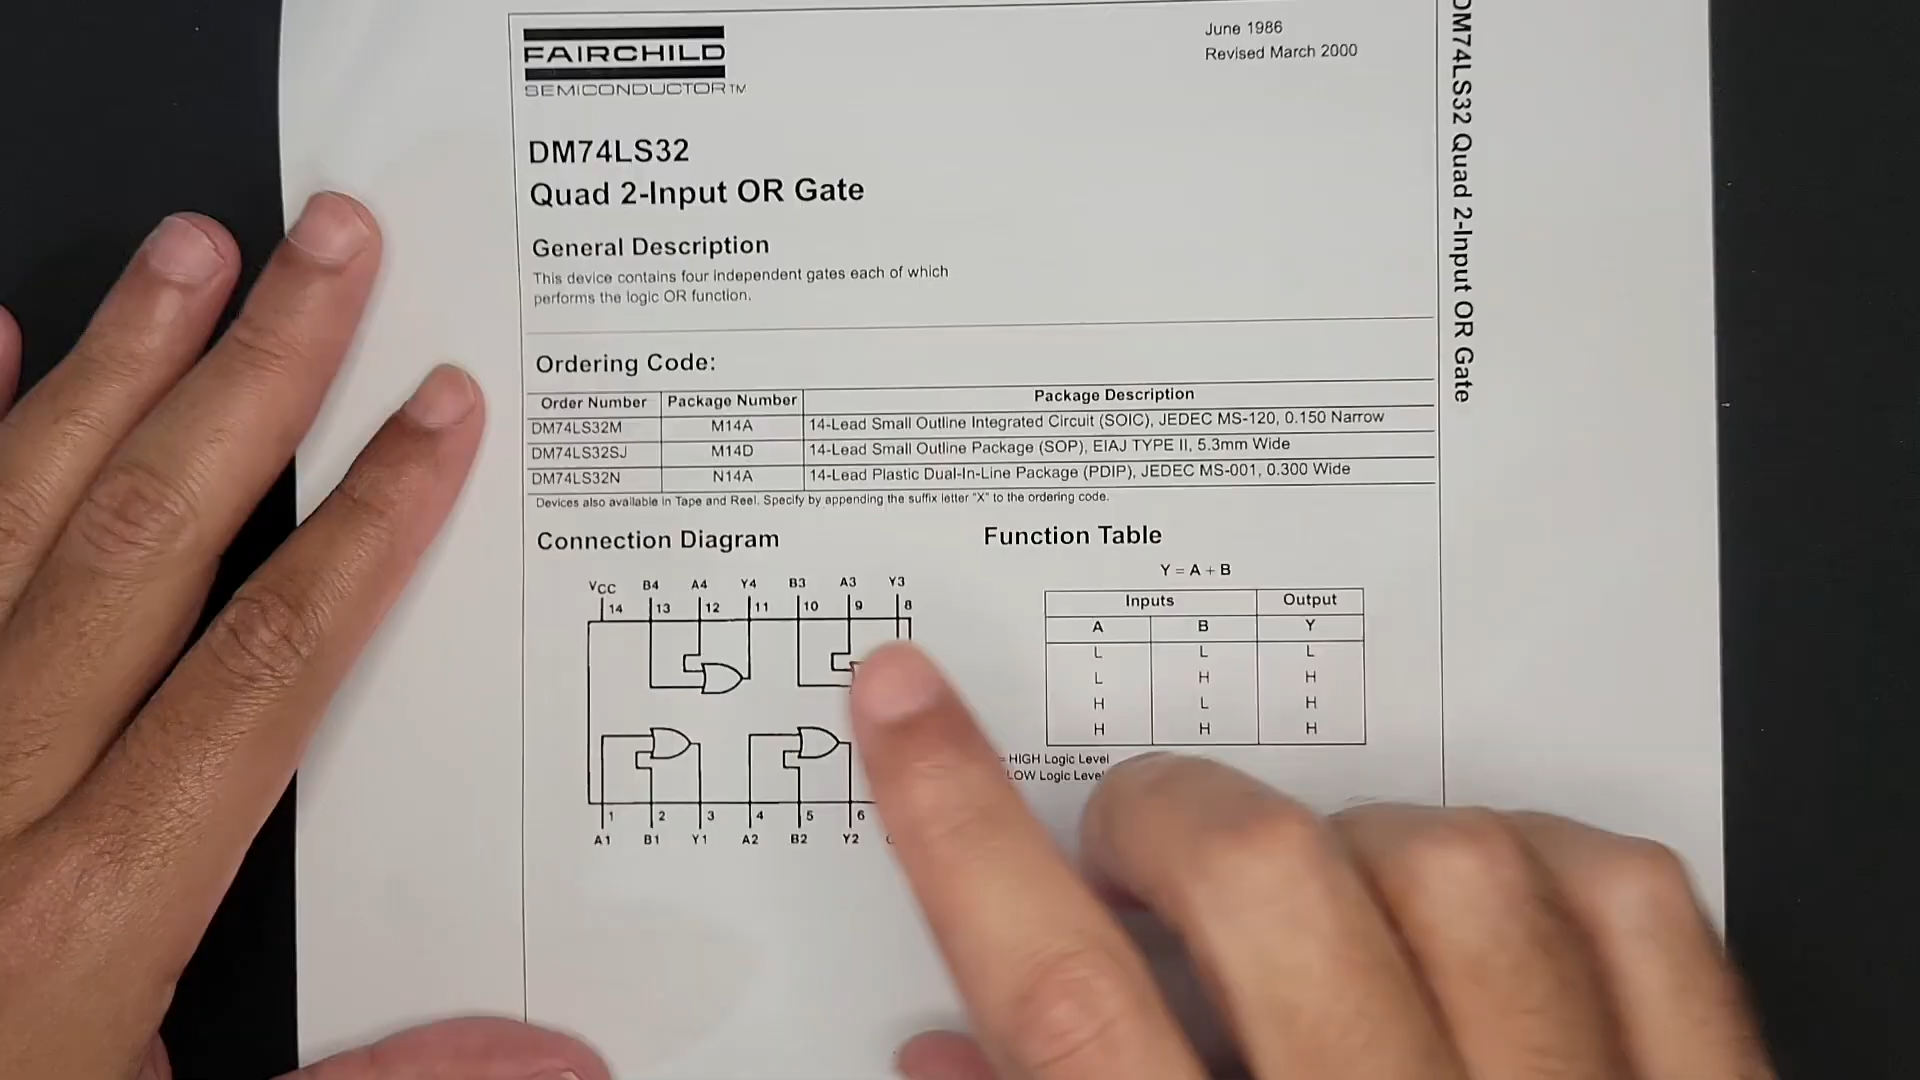 FAIRCHILD
SEMICONDUCTOR™
June 1986
Revised March 2000
DM74LS32
Quad 2-Input OR Gate
General Description
This device contains four independent gates each of which
performs the logic OR function.
Ordering Code:
Order Number Package Number Package Description
DM74LS32M M14A 14-Lead Small Outline Integrated Circuit (SOIC), JEDEC MS-120, 0.150 Narrow
DM74LS32SJ M14D 14-Lead Small Outline Package (SOP), EIAJ TYPE II, 5.3mm Wide
DM74LS32N N14A 14-Lead Plastic Dual-In-Line Package (PDIP), JEDEC MS-001, 0.300 Wide
Devices also available in Tape and Reel. Specify by appending the suffix letter "X" to the ordering code.
Connection Diagram
VCC B4 A4 Y4 B3 A3 Y3
14 13 12 11 10 9 8
1 2 3 4 5 6
A1 B1 Y1 A2 B2 Y2
Function Table
Y = A + B
Inputs Output
A B Y
L L L
L H H
H L H
H H H
= HIGH Logic Level
LOW Logic Level
DM74LS32 Quad 2-Input OR Gate